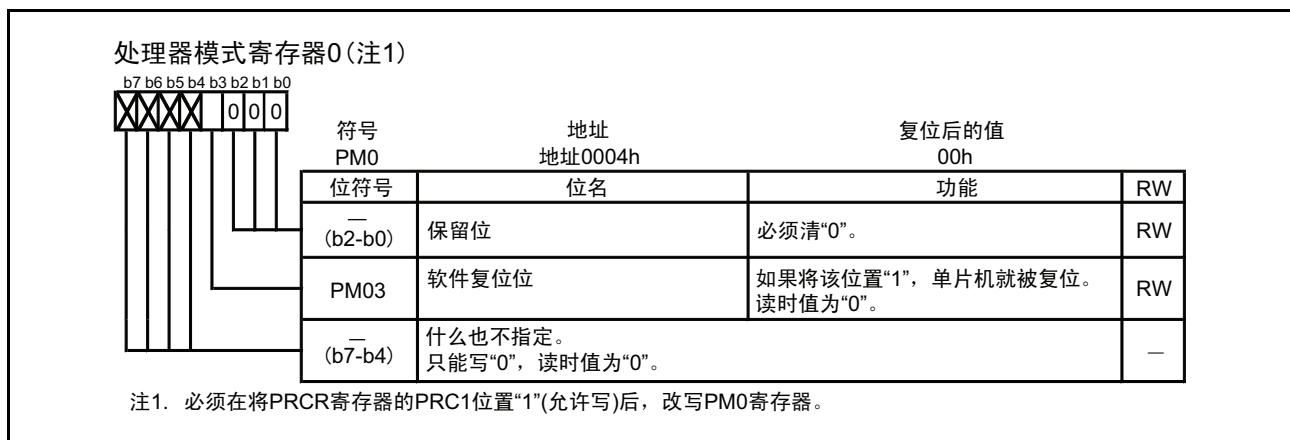 处理器模式寄存器0(注1)
b7 b6 b5 b4 b3 b2 b1 b0
0 0 0
符号 地址 复位后的值
PM0 地址0004h 00h
位符号 位名 功能 RW
—
(b2-b0) 保留位 必须清“0”。 RW
PM03 软件复位位 如果将该位置“1”，单片机就被复位。
读时值为“0”。 RW
—
(b7-b4) 什么也不指定。
只能写“0”，读时值为“0”。 —
注1. 必须在将PRCR寄存器的PRC1位置“1”(允许写)后，改写PM0寄存器。